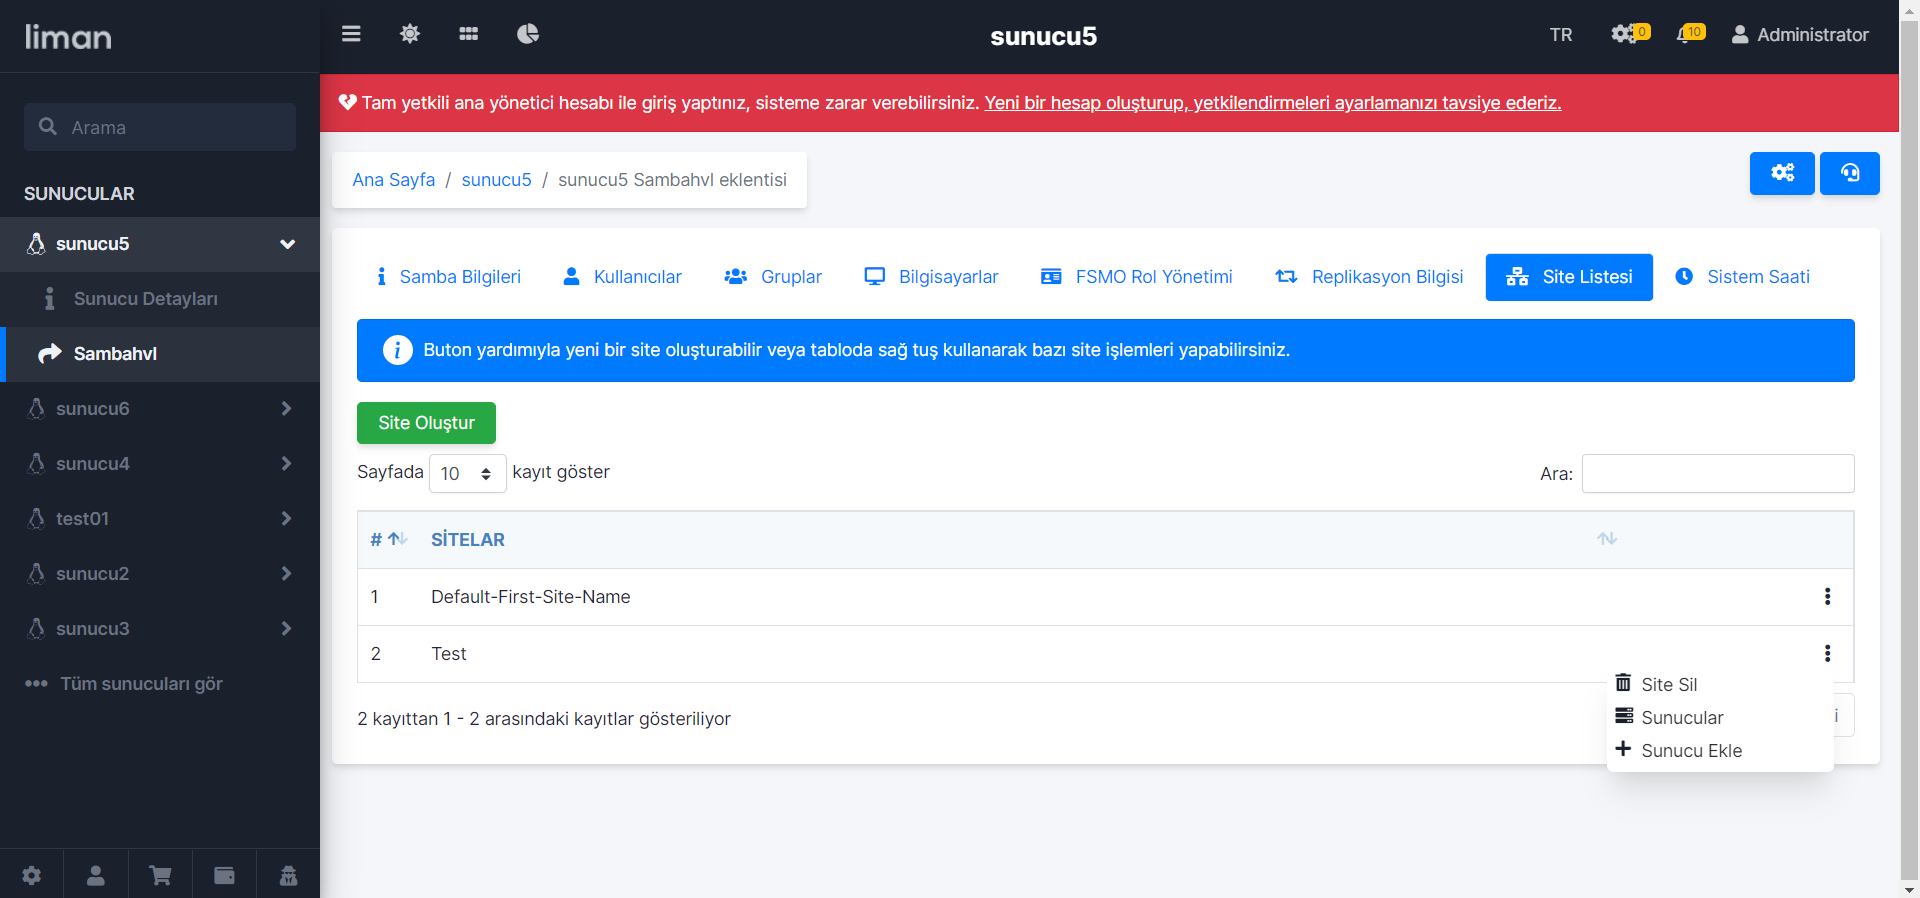 liman
sunucu5
TR
0
10
Administrator
Tam yetkili ana yönetici hesabı ile giriş yaptınız, sisteme zarar verebilirsiniz. Yeni bir hesap oluşturup, yetkilendirmeleri ayarlamanızı tavsiye ederiz.
Arama
SUNUCULAR
sunucu5
Sunucu Detayları
Sambahvl
sunucu6
sunucu4
test01
sunucu2
sunucu3
Tüm sunucuları gör
Ana Sayfa / sunucu5 / sunucu5 Sambahvl eklentisi
Samba Bilgileri
Kullanıcılar
Gruplar
Bilgisayarlar
FSMO Rol Yönetimi
Replikasyon Bilgisi
Site Listesi
Sistem Saati
Buton yardımıyla yeni bir site oluşturabilir veya tabloda sağ tuş kullanarak bazı site işlemleri yapabilirsiniz.
Site Oluştur
Sayfada 10 kayıt göster
Ara:
# SİTELAR
1 Default-First-Site-Name
2 Test
Site Sil
Sunucular
Sunucu Ekle
2 kayıttan 1 - 2 arasındaki kayıtlar gösteriliyor